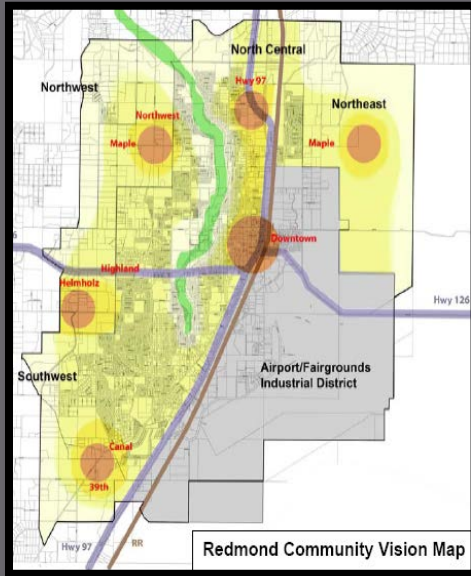 North Central
Hwy 97
Northwest
Northeast
Northwest
Maple
Maple
Downtown
Highland
Helmholz
Hwy 126
Airport/Fairgrounds
Industrial District
Southwest
Canal
39th
Hwy 97
RR
Redmond Community Vision Map